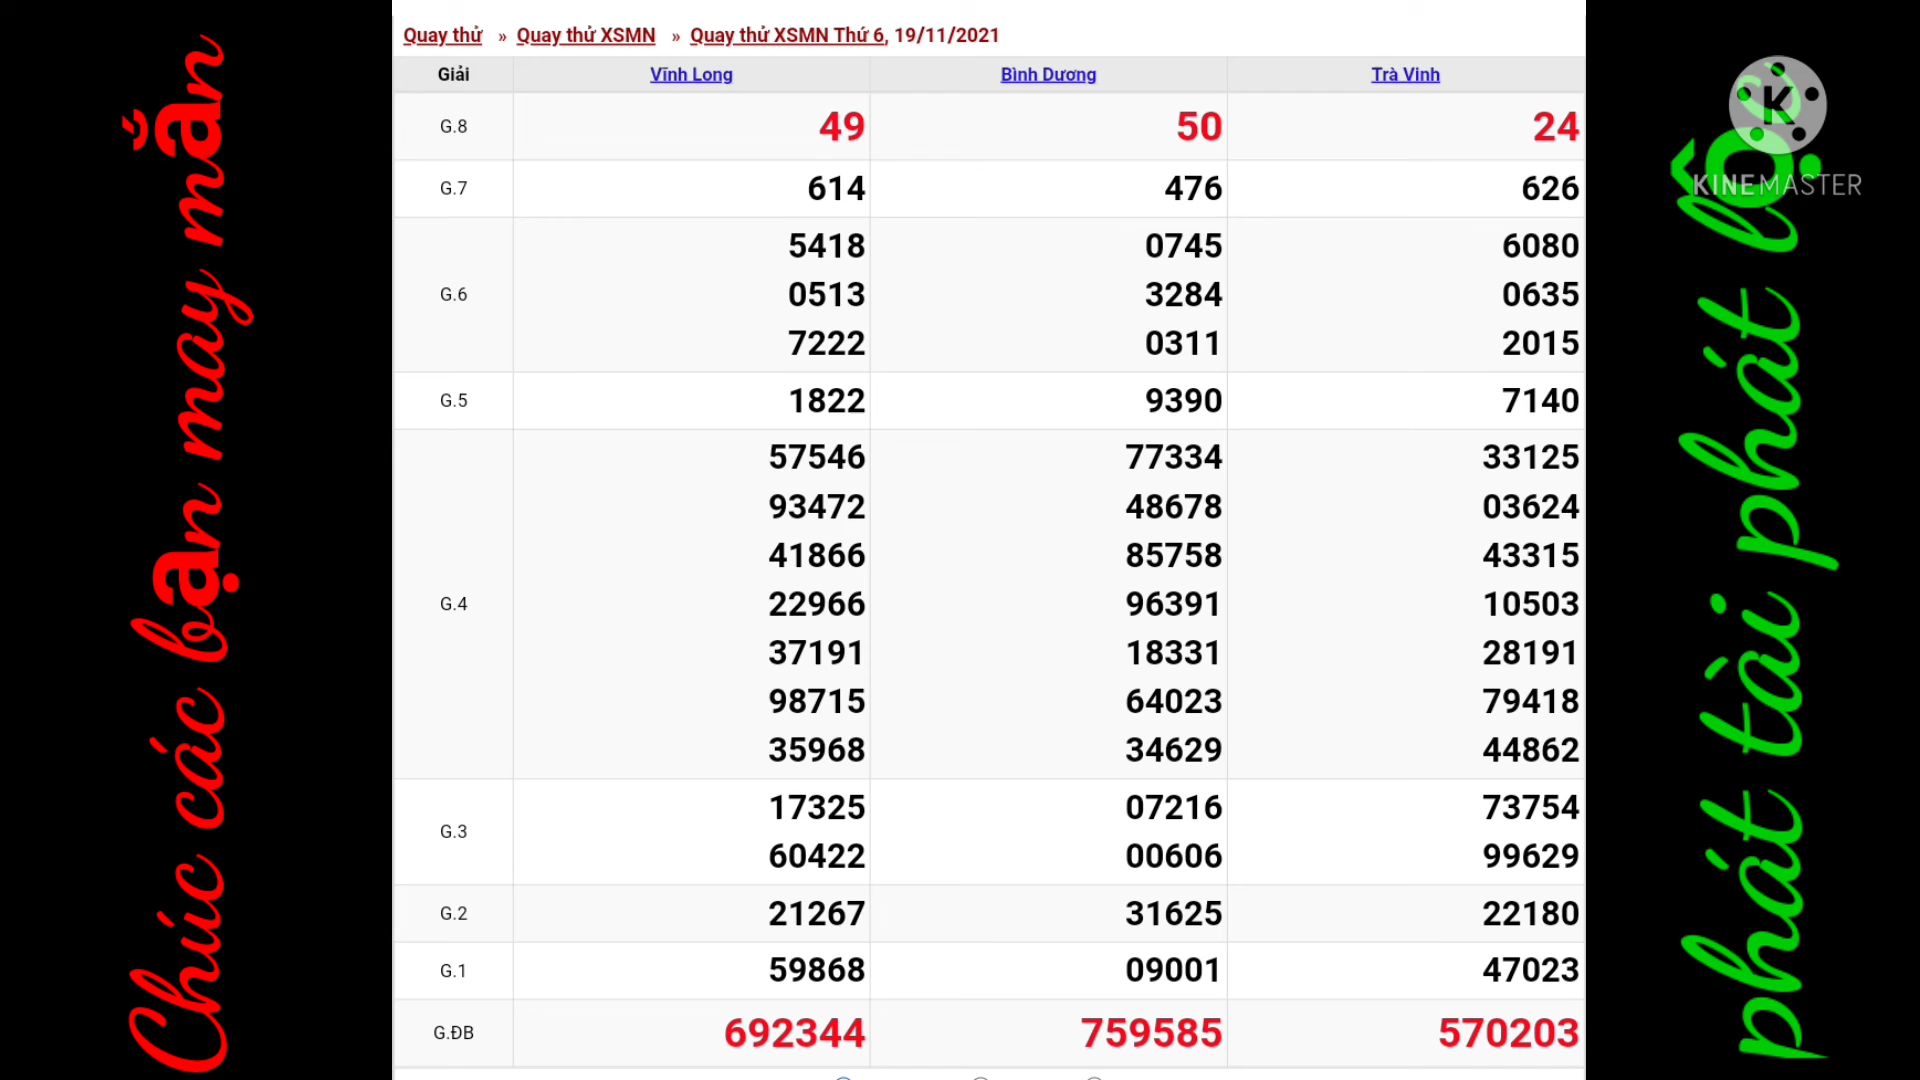 Chúc các bạn may mắn
Quay thử » Quay thử XSMN » Quay thử XSMN Thứ 6, 19/11/2021
Giải Vĩnh Long Bình Dương Trà Vinh
G.8 49 50 24
G.7 614 476 626
G.6
5418 0745 6080
0513 3284 0635
7222 0311 2015
G.5 1822 9390 7140
G.4
57546 77334 33125
93472 48678 03624
41866 85758 43315
22966 96391 10503
37191 18331 28191
98715 64023 79418
35968 34629 44862
G.3
17325 07216 73754
60422 00606 99629
G.2 21267 31625 22180
G.1 59868 09001 47023
G.ĐB 692344 759585 570203
phát tài phát lộc
K
KINEMASTER